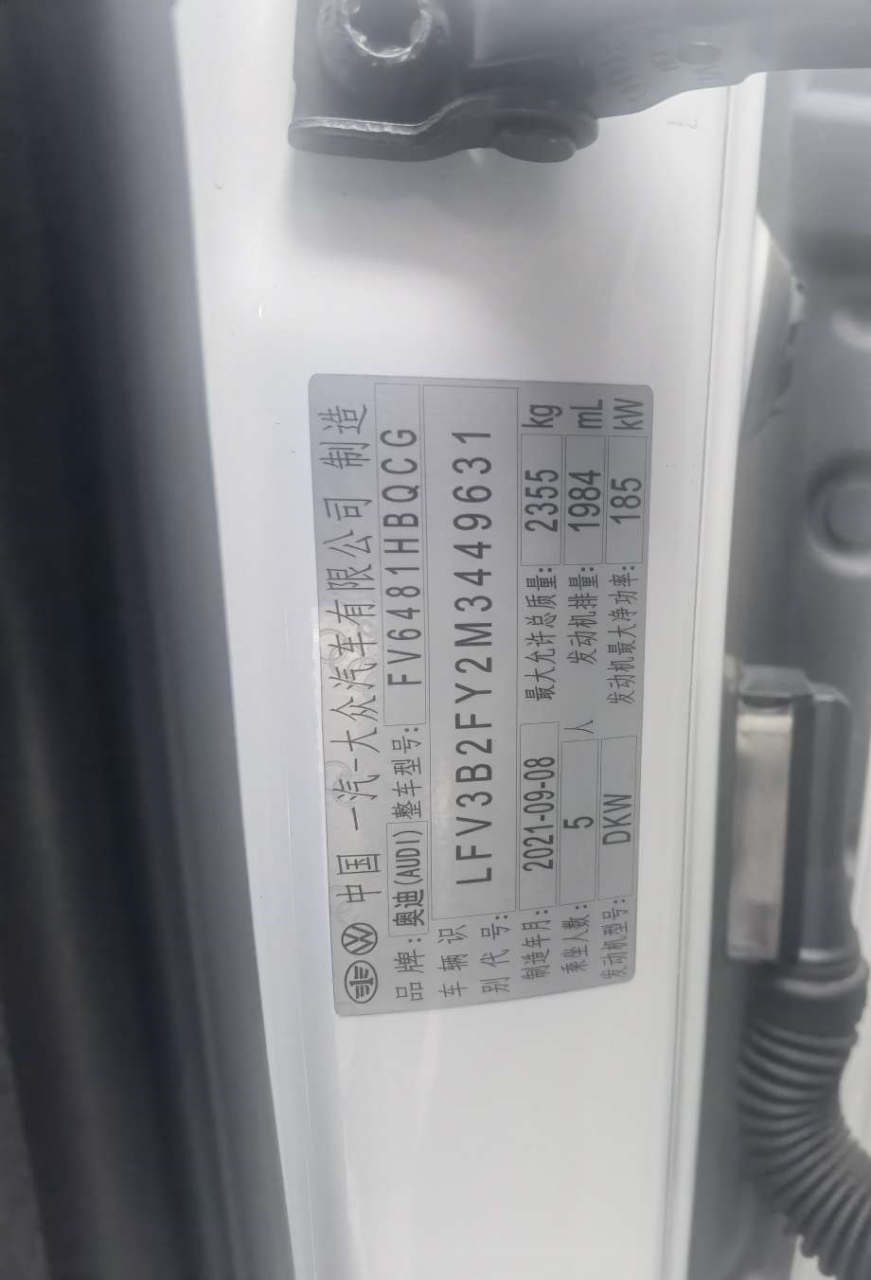 中国 一汽-大众汽车有限公司 制造
品牌: 奥迪(AUDI) 整车型号: FV6481HBQCG
车辆识别代号: LFV3B2FY2M3449631
制造年月: 2021-09-08 最大允许总质量: 2355 kg
乘坐人数: 5 人 发动机排量: 1984 mL
发动机型号: DKW 发动机最大净功率: 185 kW